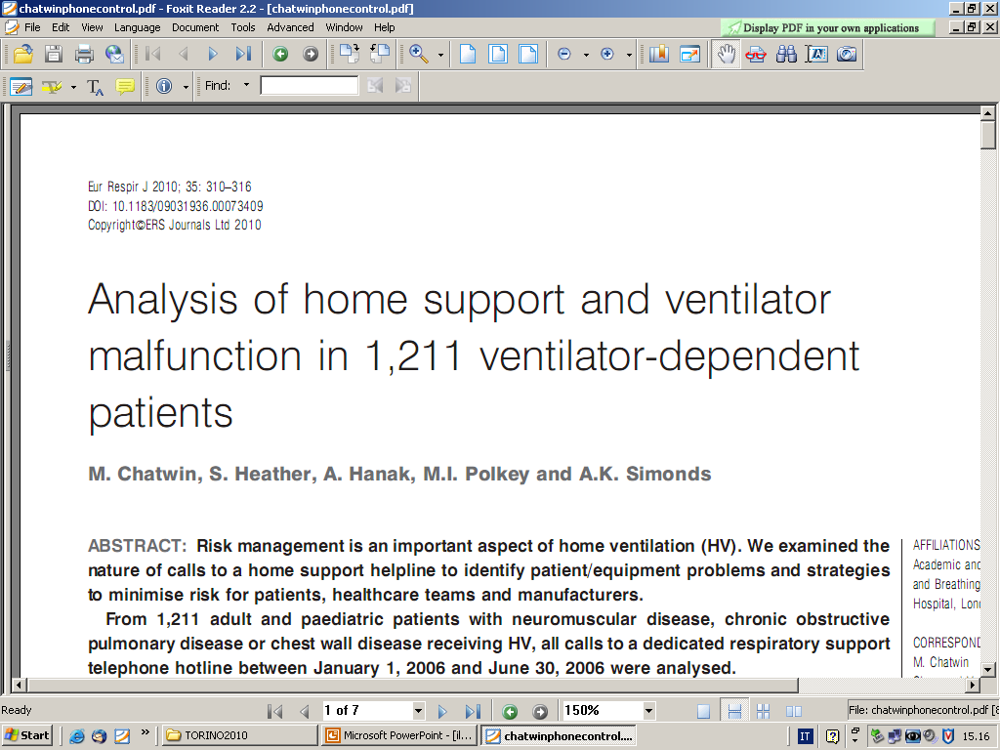 chatwinphonecontrol.pdf - Foxit Reader 2.2 - [chatwinphonecontrol.pdf]
File Edit View Language Document Tools Advanced Window Help
Display PDF in your own applications
Find:
Eur Respir J 2010; 35: 310–316
DOI: 10.1183/09031936.00073409
Copyright©ERS Journals Ltd 2010
Analysis of home support and ventilator
malfunction in 1,211 ventilator-dependent
patients
M. Chatwin, S. Heather, A. Hanak, M.I. Polkey and A.K. Simonds
ABSTRACT: Risk management is an important aspect of home ventilation (HV). We examined the
nature of calls to a home support helpline to identify patient/equipment problems and strategies
to minimise risk for patients, healthcare teams and manufacturers.
From 1,211 adult and paediatric patients with neuromuscular disease, chronic obstructive
pulmonary disease or chest wall disease receiving HV, all calls to a dedicated respiratory support
telephone hotline between January 1, 2006 and June 30, 2006 were analysed.
AFFILIATIONS
Academic and
and Breathing
Hospital, Lon
CORRESPOND
M. Chatwin
Ready
1 of 7
150%
File: chatwinphonecontrol.pdf [8
Start
»
TORINO2010
Microsoft PowerPoint - [il...
chatwinphonecontrol....
IT
15.16